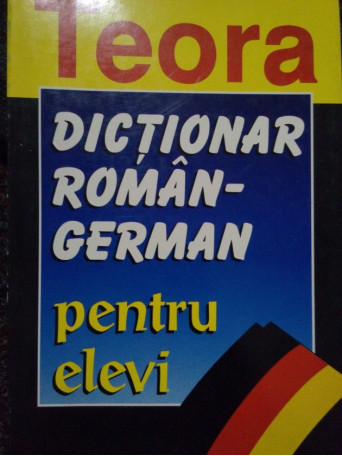 Teora
DICȚIONAR
ROMÂN-
GERMAN
pentru
elevi